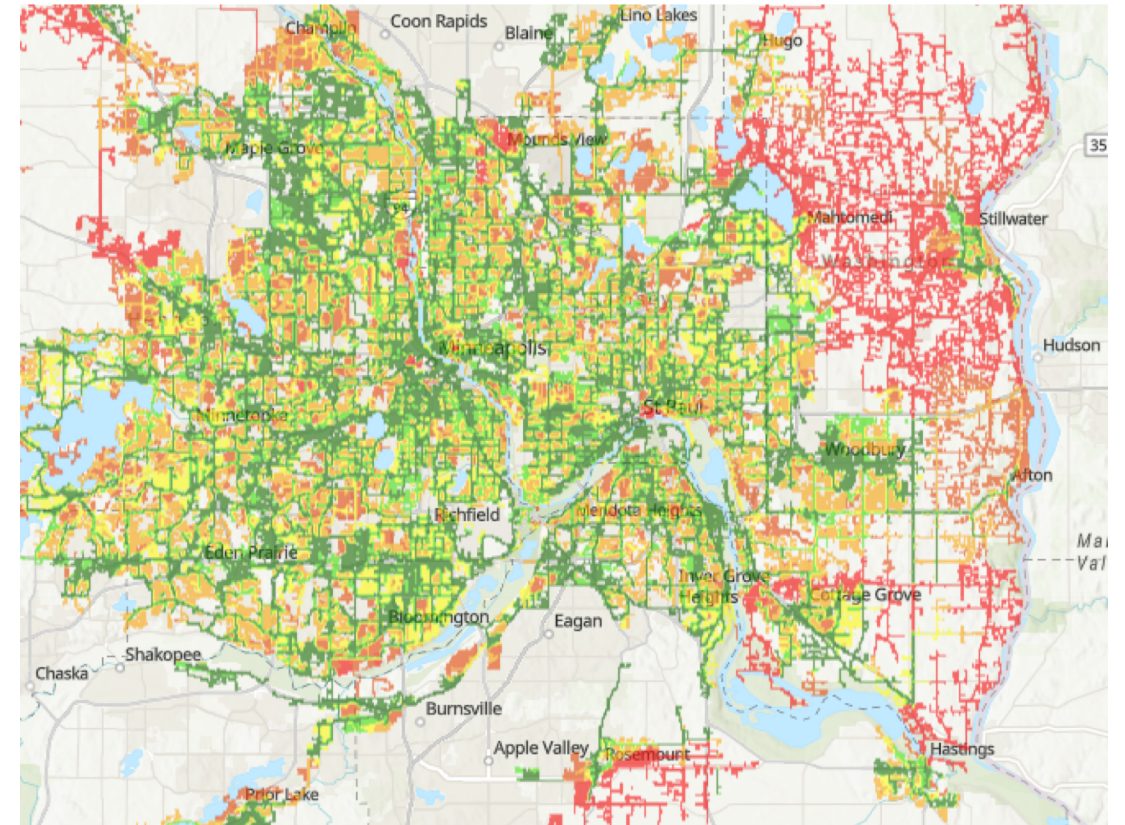 Champlin
Coon Rapids
Blaine
Lino Lakes
Hugo
Mounds View
Maple Grove
35
94
Mahtomedi
Stillwater
Washington
Ramsey
Minneapolis
Hudson
St Paul
Minnetonka
Woodbury
Afton
Richfield
Mendota Heights
Eden Prairie
Inver Grove
Heights
Cottage Grove
Bloomington
Eagan
Shakopee
Chaska
Burnsville
Apple Valley
Rosemount
Hastings
Prior Lake